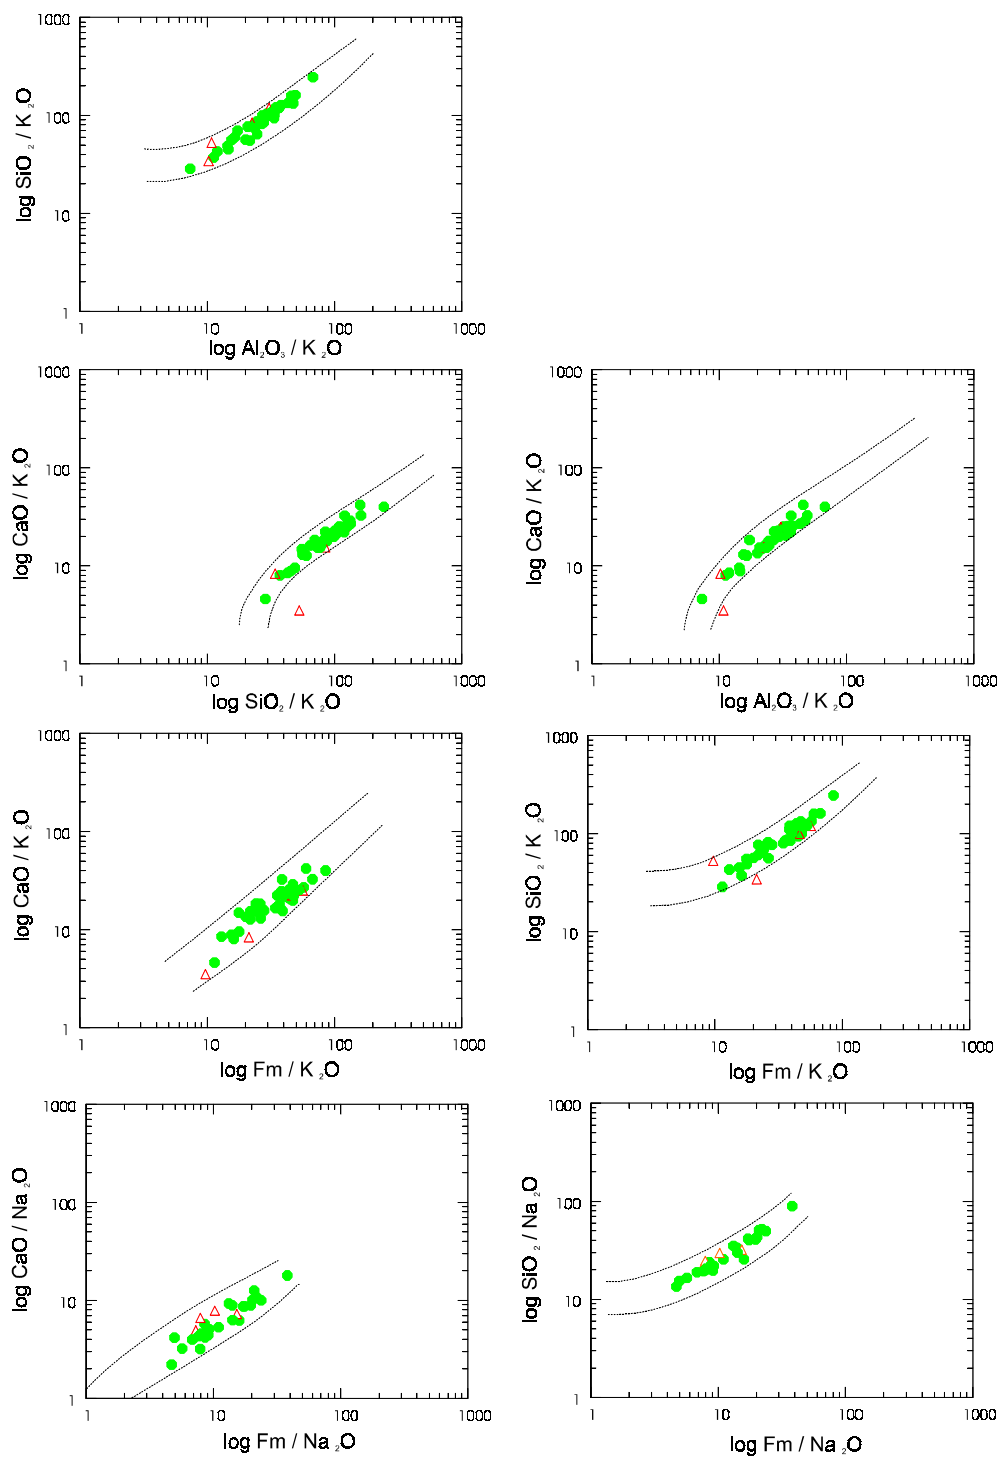 1000
100
10
1
log SiO₂ / K₂O
1 10 100 1000
log Al₂O₃ / K₂O
1000
100
10
1
log CaO / K₂O
1 10 100 1000
log SiO₂ / K₂O
1000
100
10
1
log CaO / K₂O
1 10 100 1000
log Al₂O₃ / K₂O
1000
100
10
1
log CaO / K₂O
1 10 100 1000
log Fm / K₂O
1000
100
10
1
log SiO₂ / K₂O
1 10 100 1000
log Fm / K₂O
1000
100
10
1
log CaO / Na₂O
1 10 100 1000
log Fm / Na₂O
1000
100
10
1
log SiO₂ / Na₂O
1 10 100 1000
log Fm / Na₂O